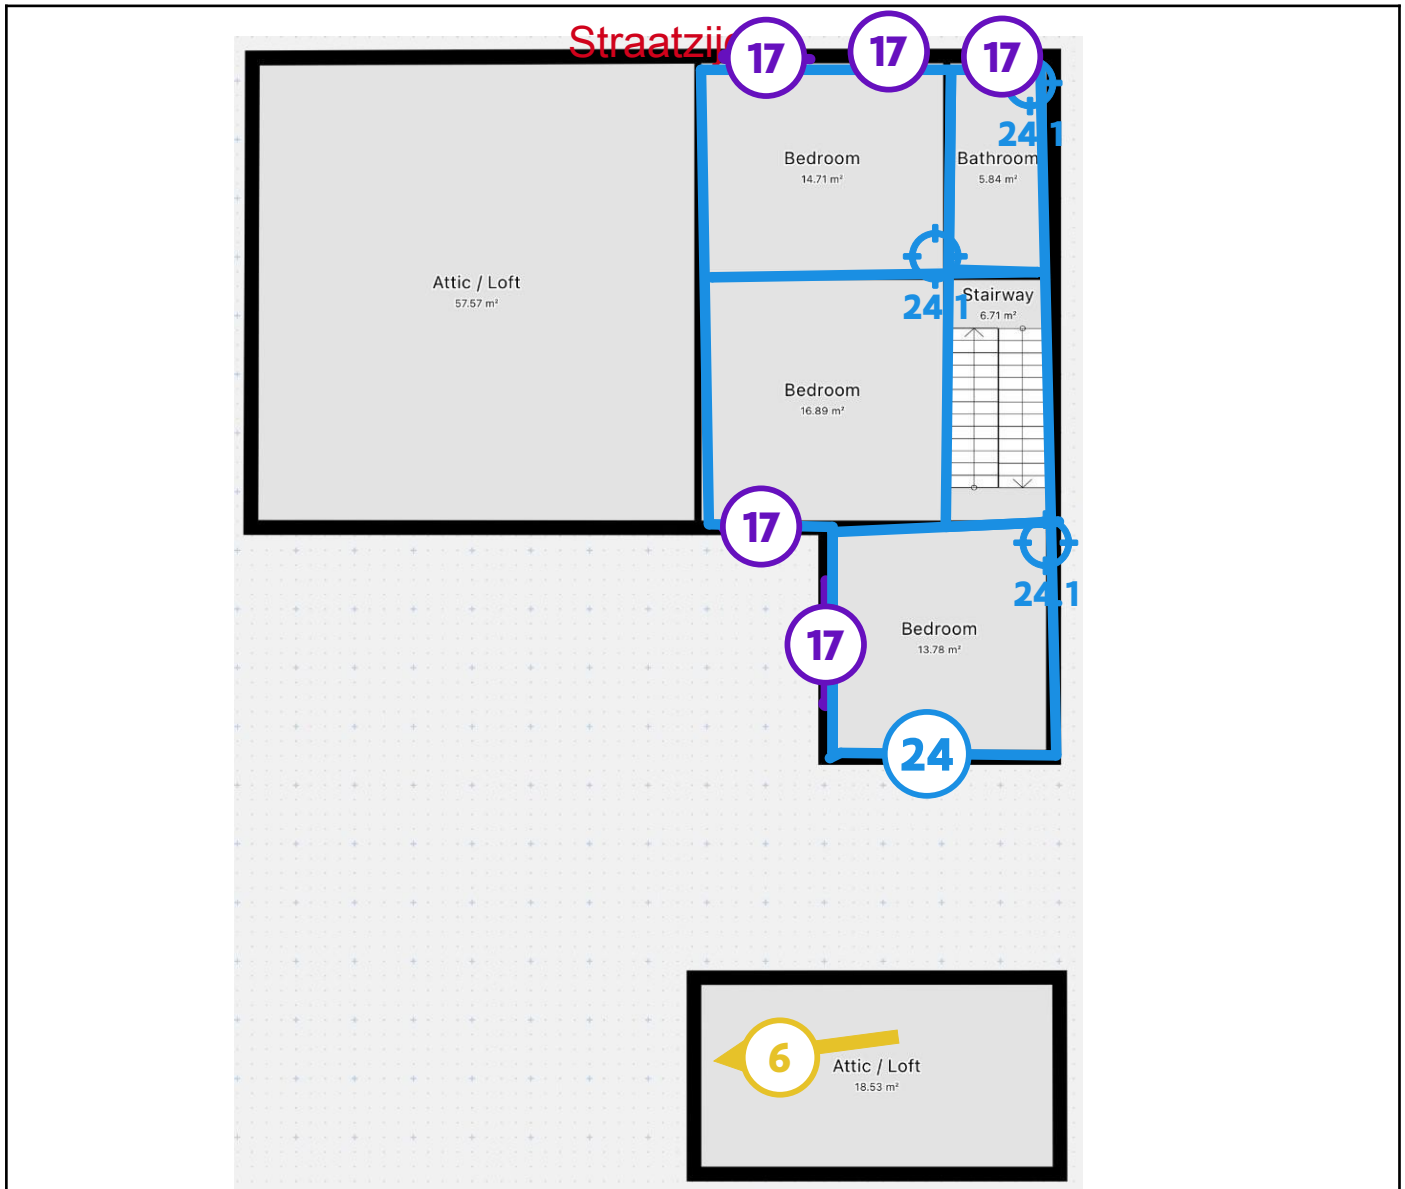 Straatzij
17
17
17
24.1
Bedroom
14.71 m²
Bathroom
5.84 m²
Attic / Loft
57.57 m²
24.1
Stairway
6.71 m²
Bedroom
16.89 m²
17
24.1
17
Bedroom
13.78 m²
24
6
Attic / Loft
18.53 m²